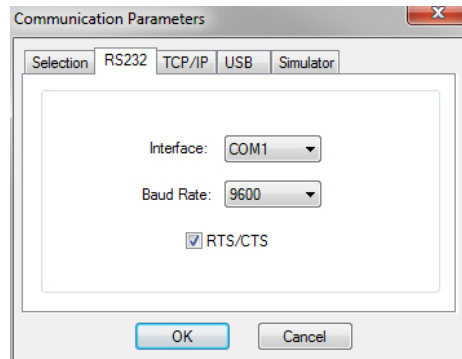 Communication Parameters
Selection RS232 TCP/IP USB Simulator
Interface: COM1
Baud Rate: 9600
RTS/CTS
OK Cancel